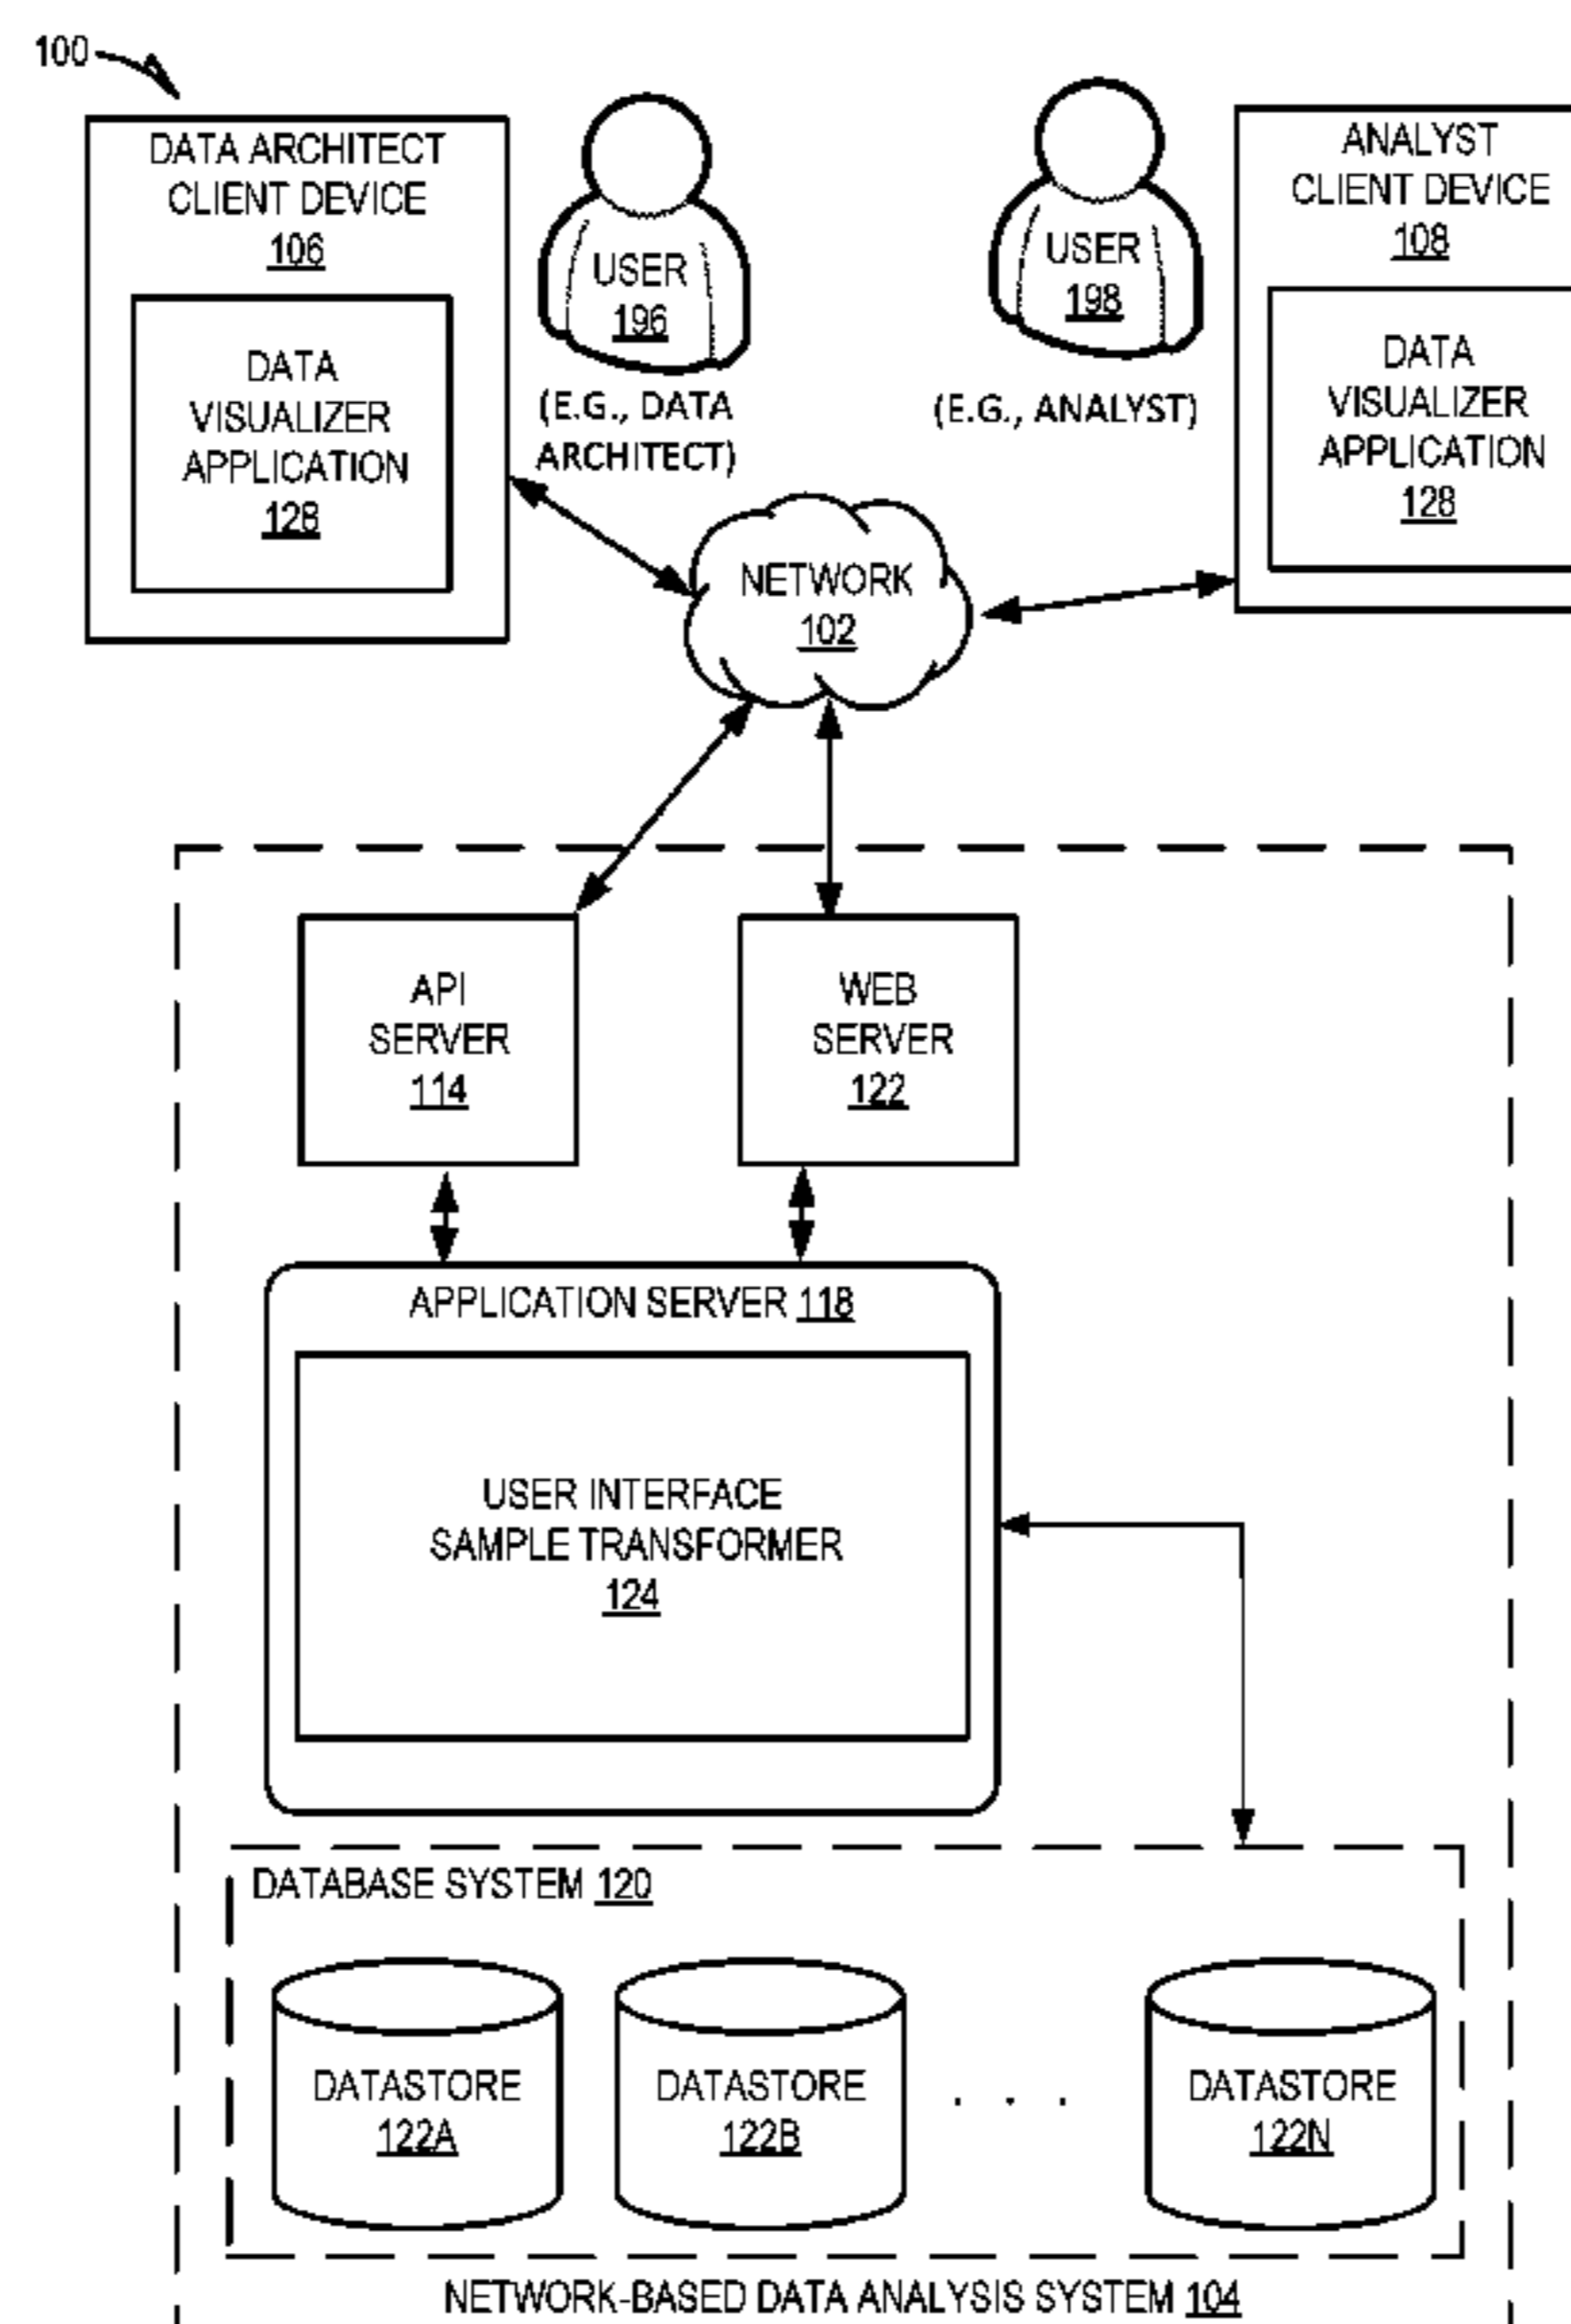 100
DATA ARCHITECT
CLIENT DEVICE
106
DATA
VISUALIZER
APPLICATION
128
USER
196
(E.G., DATA
ARCHITECT)
USER
198
(E.G., ANALYST)
ANALYST
CLIENT DEVICE
108
DATA
VISUALIZER
APPLICATION
128
NETWORK
102
API
SERVER
114
WEB
SERVER
122
APPLICATION SERVER 118
USER INTERFACE
SAMPLE TRANSFORMER
124
DATABASE SYSTEM 120
DATASTORE
122A
DATASTORE
122B
. . .
DATASTORE
122N
NETWORK-BASED DATA ANALYSIS SYSTEM 104